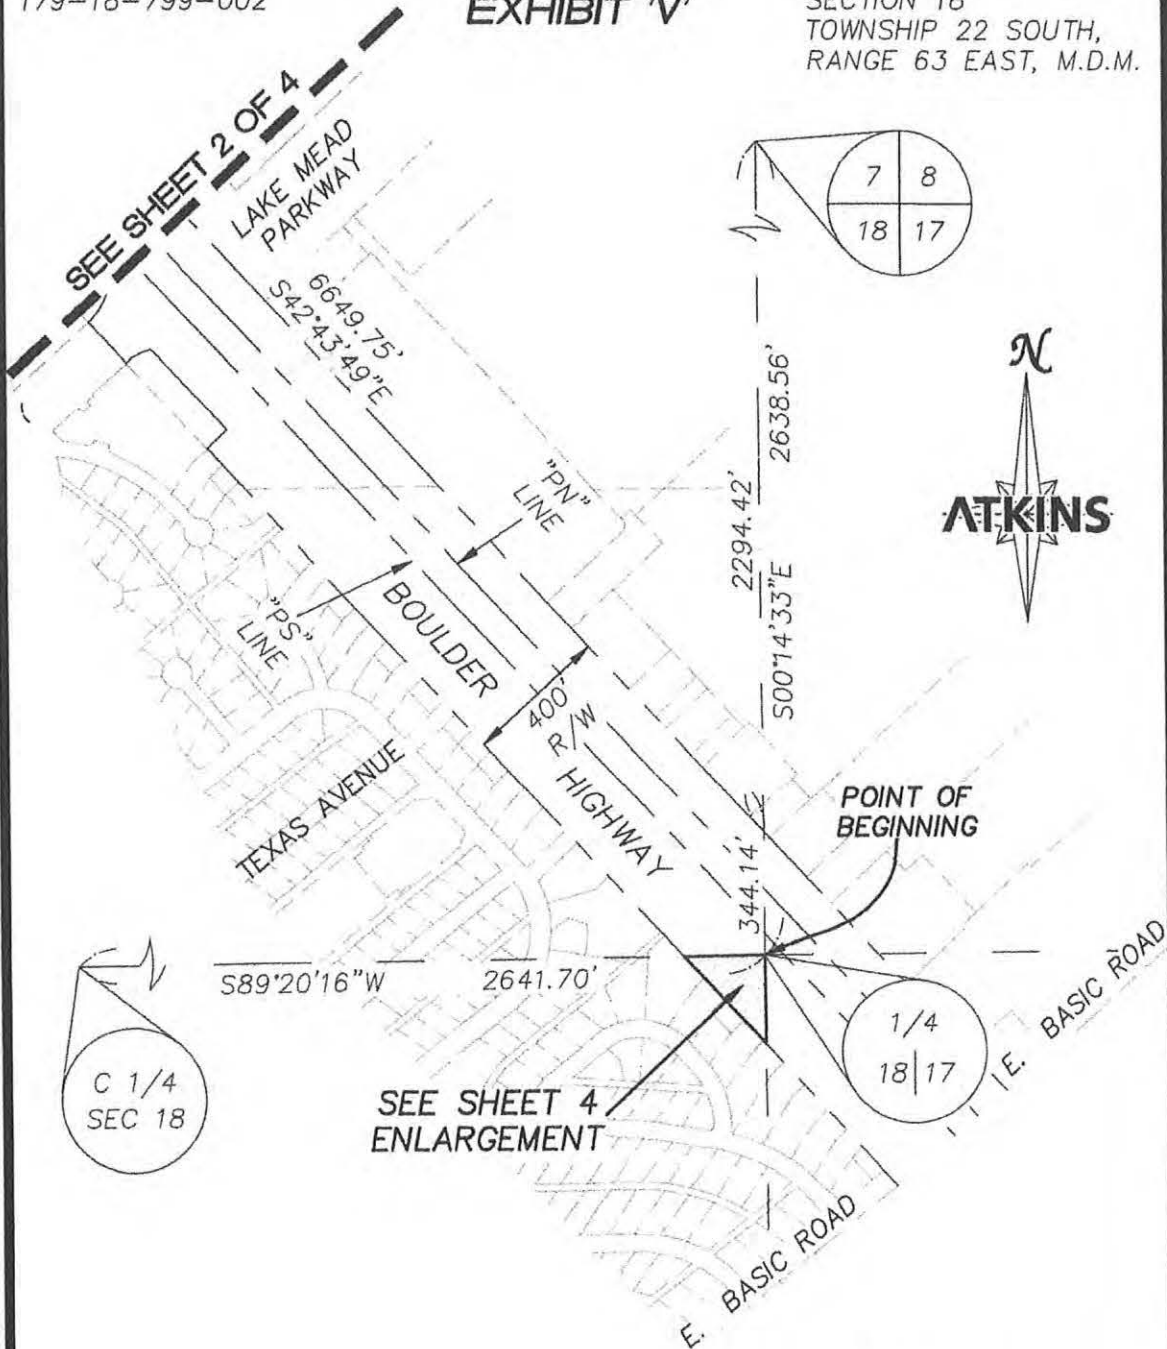 179-18-799-002
EXHIBIT "V"
SECTION 18
TOWNSHIP 22 SOUTH,
RANGE 63 EAST, M.D.M.
SEE SHEET 2 OF 4
LAKE MEAD
PARKWAY
7 8
18 17
6649.75'
S42°43'49"E
2638.56'
2294.42'
S00°14'33"E
N
ATKINS
"PN"
LINE
"PS"
LINE
BOULDER
400'
R/W
HIGHWAY
TEXAS AVENUE
POINT OF
BEGINNING
344.14'
S89°20'16"W 2641.70'
C 1/4
SEC 18
1/4
18|17
E. BASIC ROAD
SEE SHEET 4
ENLARGEMENT
E. BASIC ROAD